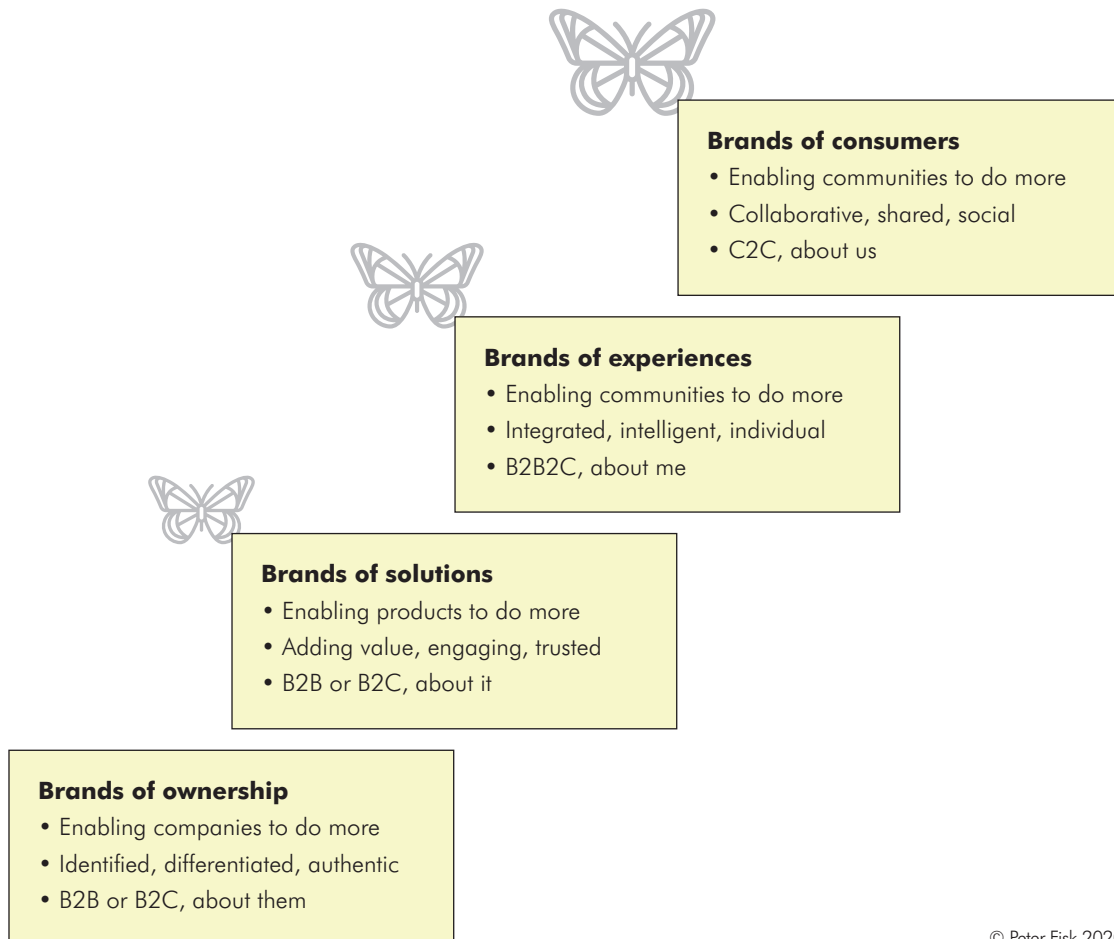 Brands of consumers
• Enabling communities to do more
• Collaborative, shared, social
• C2C, about us
Brands of experiences
• Enabling communities to do more
• Integrated, intelligent, individual
• B2B2C, about me
Brands of solutions
• Enabling products to do more
• Adding value, engaging, trusted
• B2B or B2C, about it
Brands of ownership
• Enabling companies to do more
• Identified, differentiated, authentic
• B2B or B2C, about them
© Peter Fisk